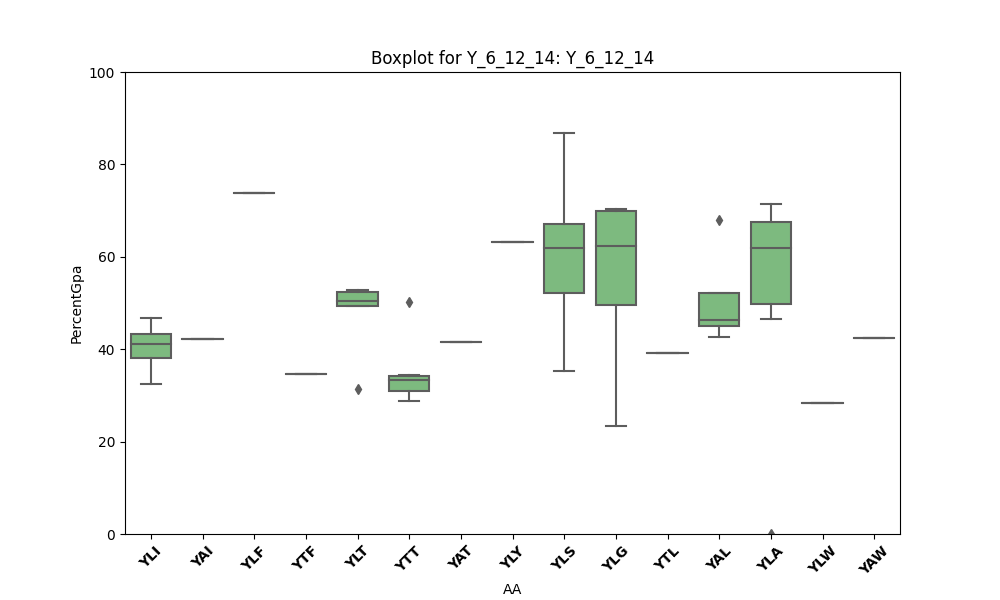 Boxplot for Y_6_12_14: Y_6_12_14
100
80
60
40
20
0
PercentGpa
YLI YAI YLF YTF YLT YTT YAT YLY YLS YLG YTL YAL YLA YLW YAW
AA